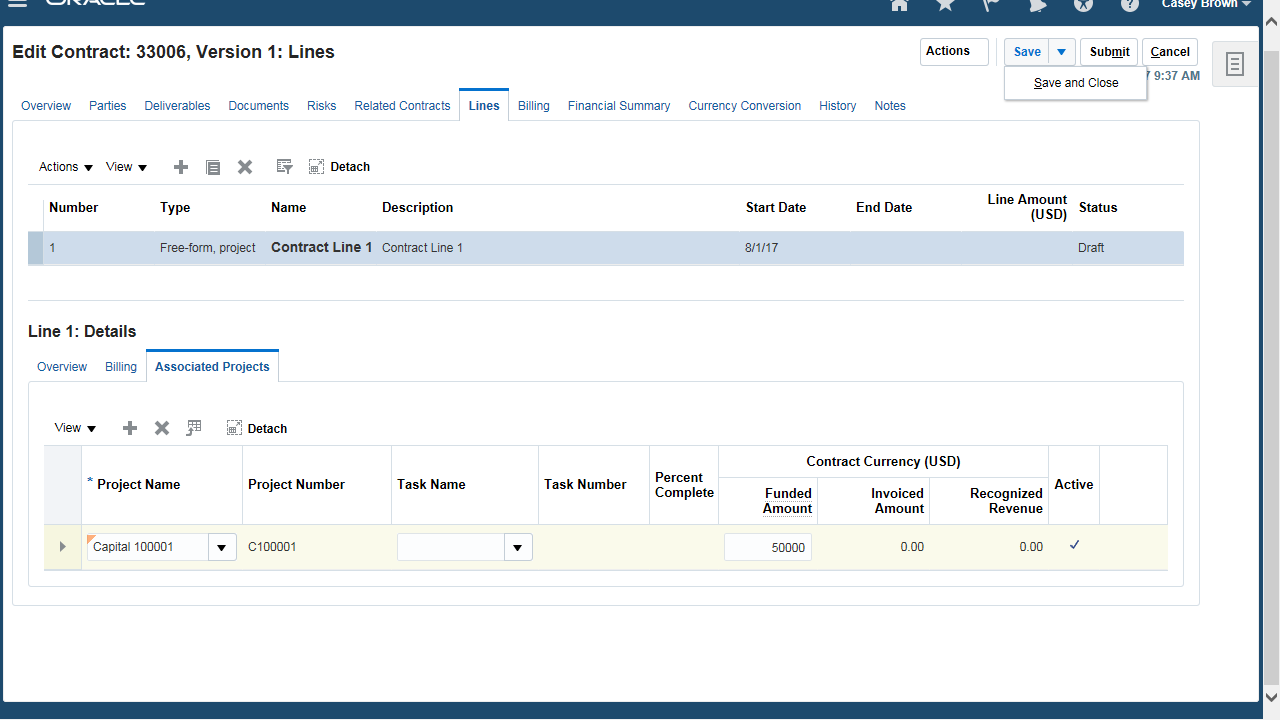 ORACLE
Casey Brown
Edit Contract: 33006, Version 1: Lines
Actions
Save
Submit
Cancel
7 9:37 AM
Save and Close
Overview
Parties
Deliverables
Documents
Risks
Related Contracts
Lines
Billing
Financial Summary
Currency Conversion
History
Notes
Actions
View
Detach
Number
Type
Name
Description
Start Date
End Date
Line Amount (USD)
Status
1
Free-form, project
Contract Line 1
Contract Line 1
8/1/17
Draft
Line 1: Details
Overview
Billing
Associated Projects
View
Detach
* Project Name
Project Number
Task Name
Task Number
Percent Complete
Contract Currency (USD)
Funded Amount
Invoiced Amount
Recognized Revenue
Active
Capital 100001
C100001
50000
0.00
0.00